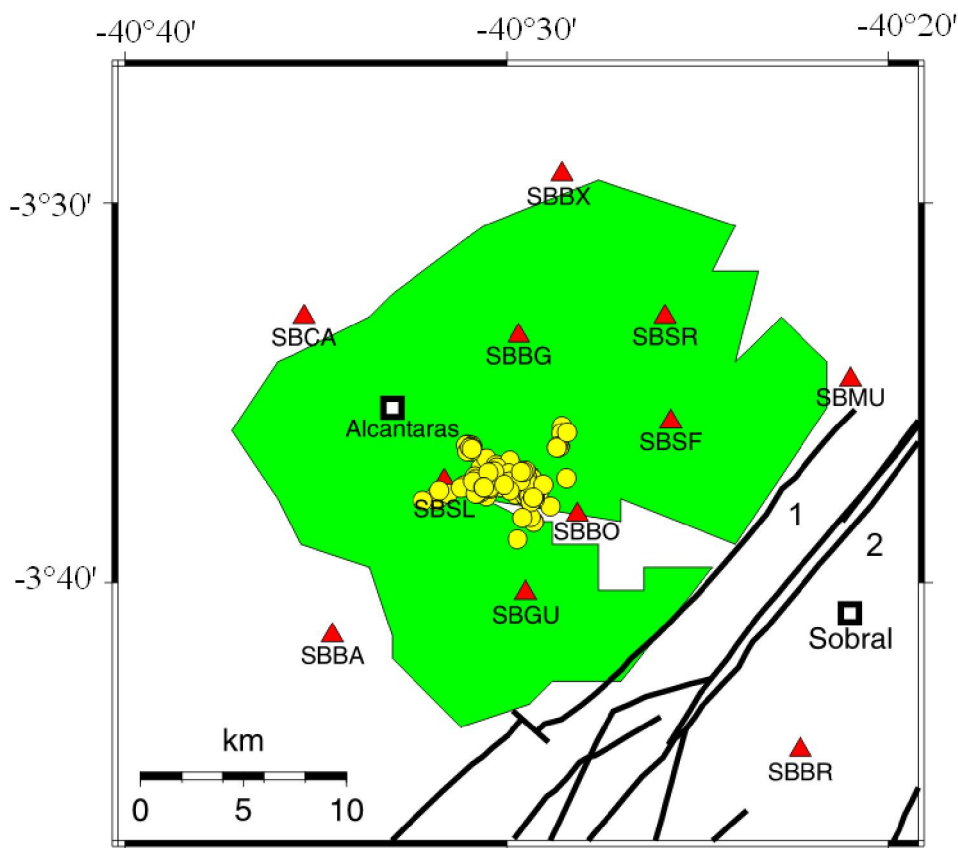 -40°40' -40°30' -40°20'
-3°30'
SBBX
SBCA
SBBG
SBSR
SBMU
Alcantaras
SBSF
SBSL
SBBO
1
2
-3°40'
SBGU
Sobral
SBBA
km
SBBR
0 5 10